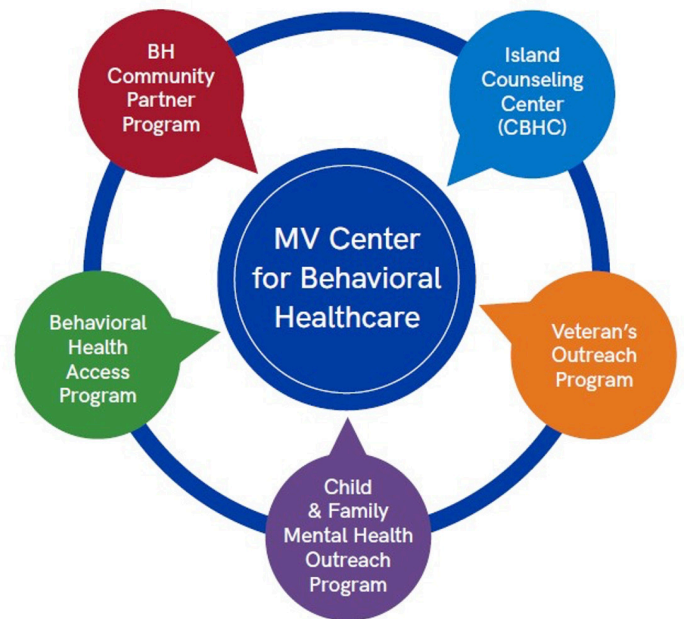 BH
Community
Partner
Program
Island
Counseling
Center
(CBHC)
MV Center
for Behavioral
Healthcare
Behavioral
Health
Access
Program
Veteran's
Outreach
Program
Child
& Family
Mental Health
Outreach
Program